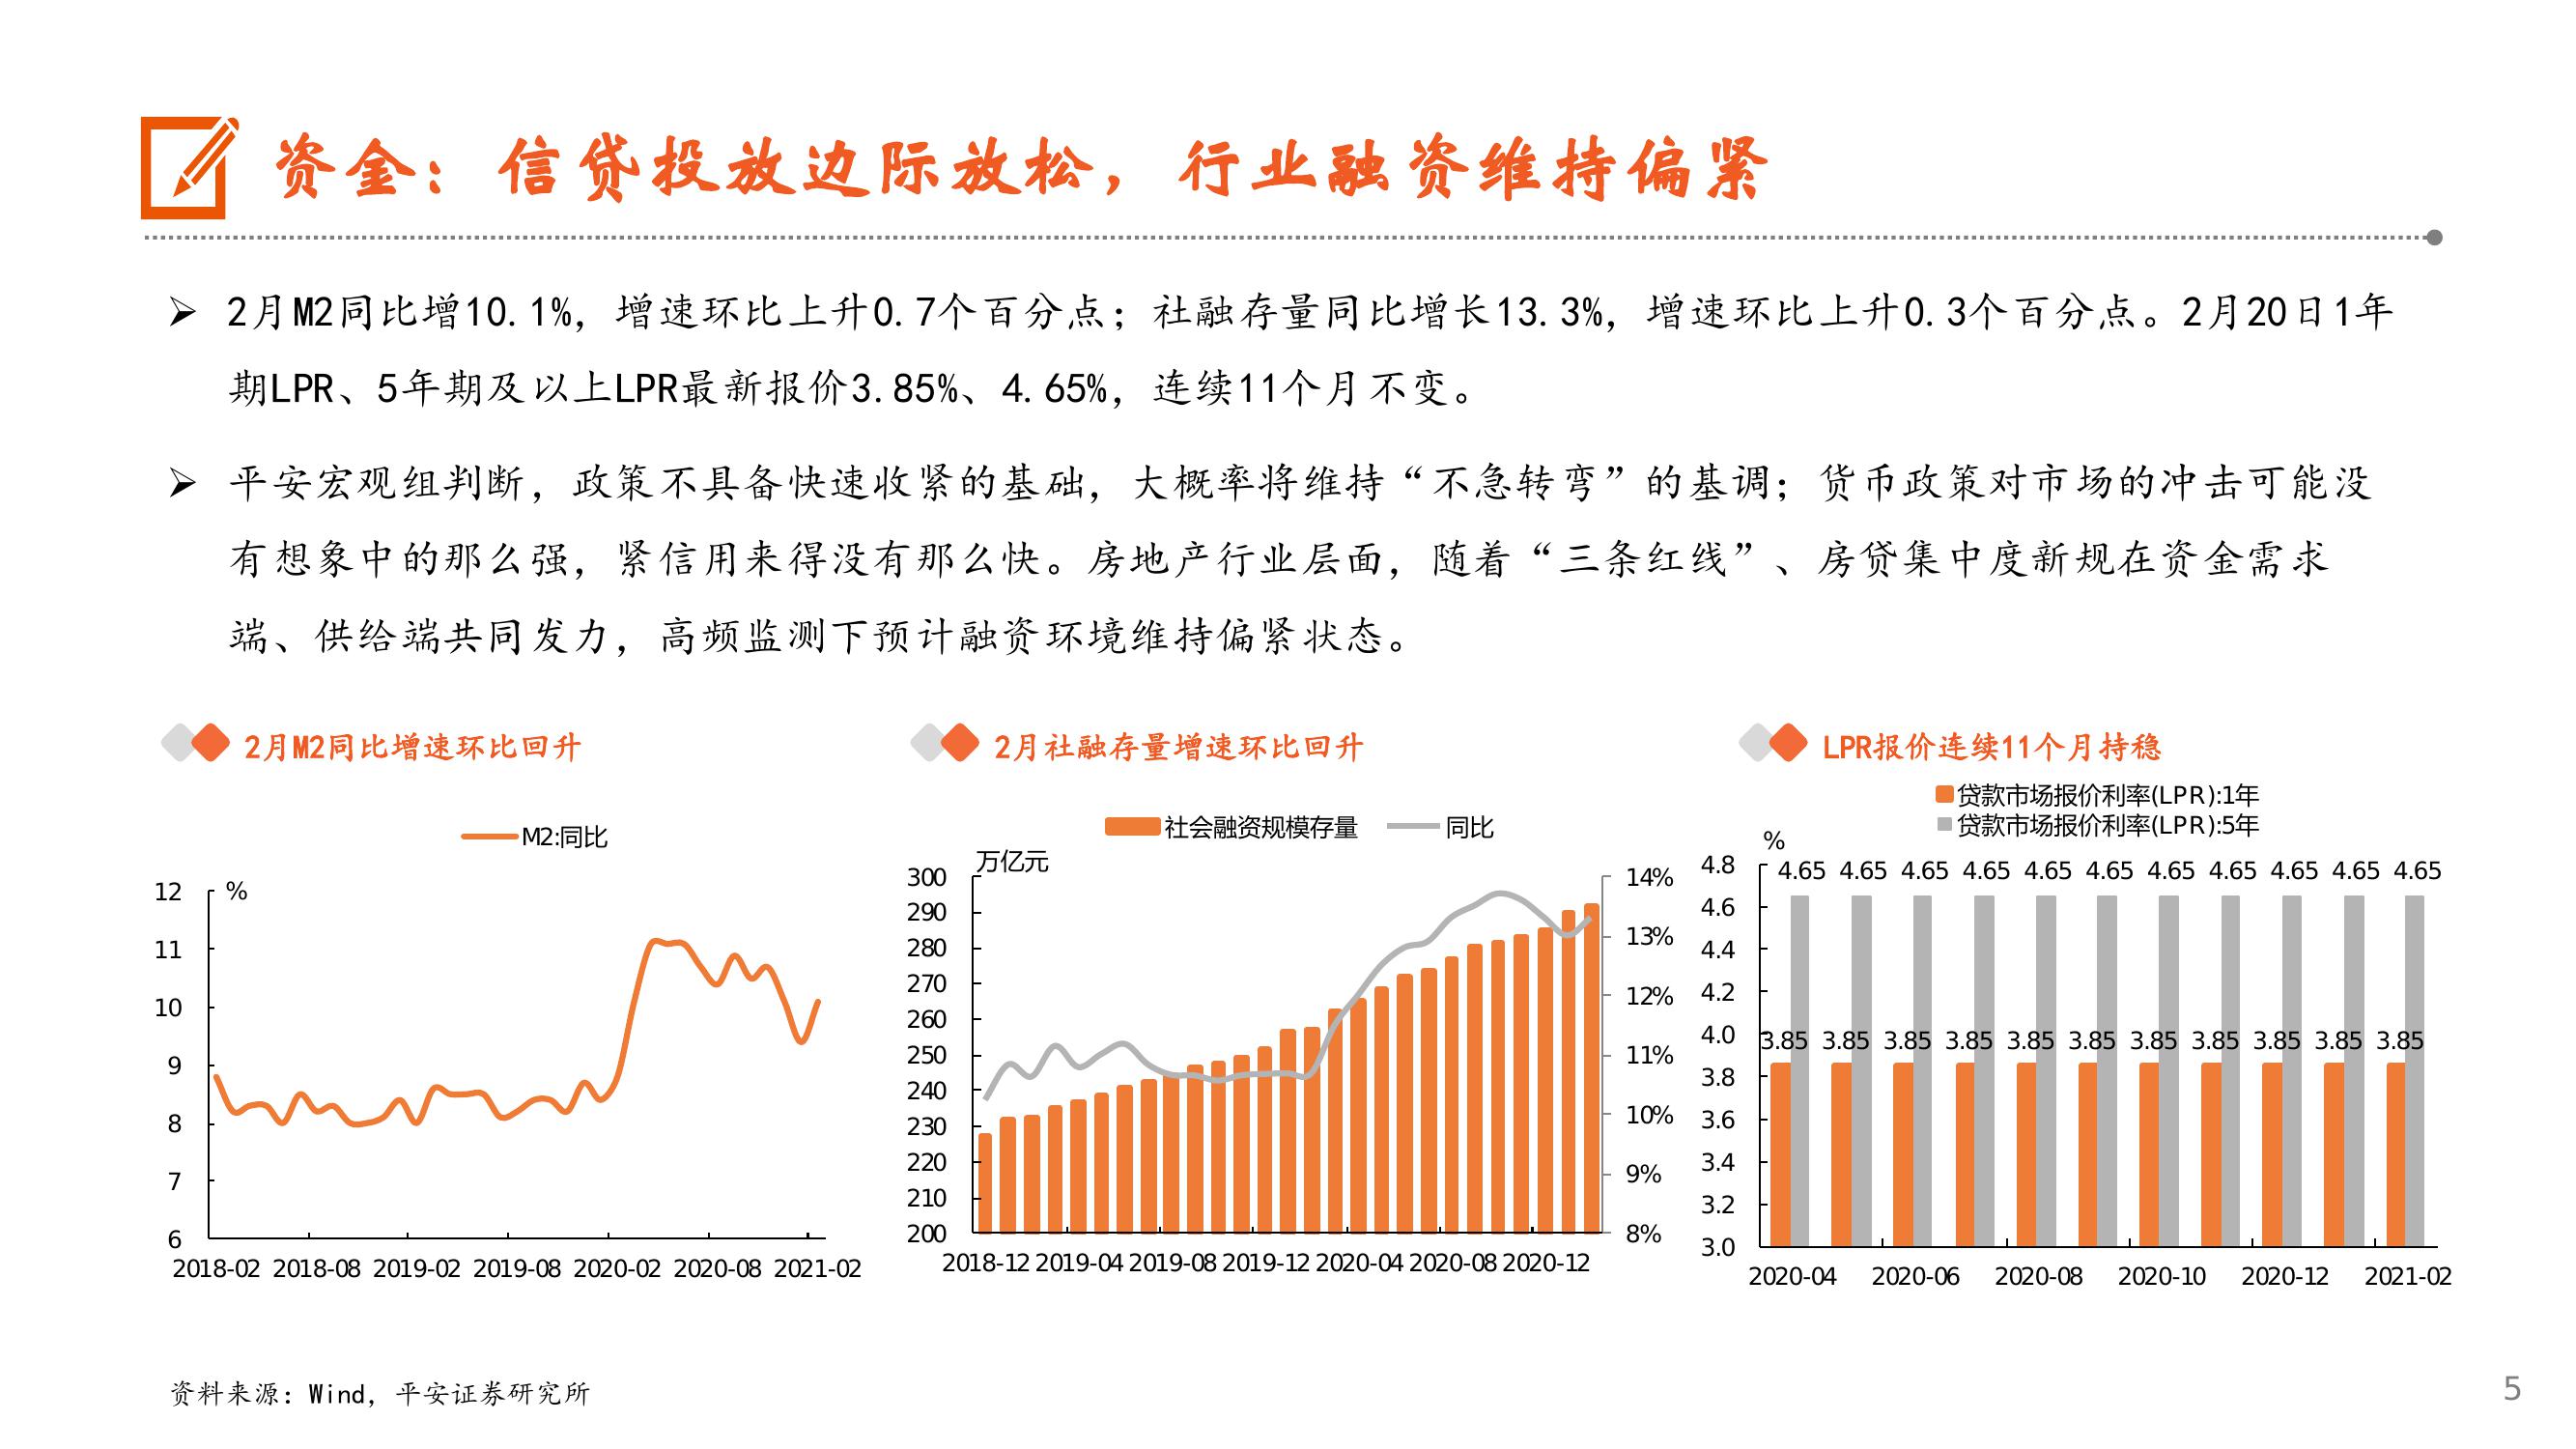 资金：信贷投放边际放松，行业融资维持偏紧
2月M2同比增10.1%，增速环比上升0.7个百分点；社融存量同比增长13.3%，增速环比上升0.3个百分点。2月20日1年
期LPR、5年期及以上LPR最新报价3.85%、4.65%，连续11个月不变。
平安宏观组判断，政策不具备快速收紧的基础，大概率将维持“不急转弯”的基调；货币政策对市场的冲击可能没
有想象中的那么强，紧信用来得没有那么快。房地产行业层面，随着“三条红线”、房贷集中度新规在资金需求
端、供给端共同发力，高频监测下预计融资环境维持偏紧状态。
2月M2同比增速环比回升
M2:同比
%
12
11
10
9
8
7
6
2018-02 2018-08 2019-02 2019-08 2020-02 2020-08 2021-02
2月社融存量增速环比回升
社会融资规模存量 同比
万亿元
300
290
280
270
260
250
240
230
220
210
200
14%
13%
12%
11%
10%
9%
8%
2018-12 2019-04 2019-08 2019-12 2020-04 2020-08 2020-12
LPR报价连续11个月持稳
贷款市场报价利率(LPR):1年
贷款市场报价利率(LPR):5年
%
4.8
4.6
4.4
4.2
4.0
3.8
3.6
3.4
3.2
3.0
4.65 4.65 4.65 4.65 4.65 4.65 4.65 4.65 4.65 4.65 4.65
3.85 3.85 3.85 3.85 3.85 3.85 3.85 3.85 3.85 3.85 3.85
2020-04 2020-06 2020-08 2020-10 2020-12 2021-02
资料来源：Wind，平安证券研究所
5